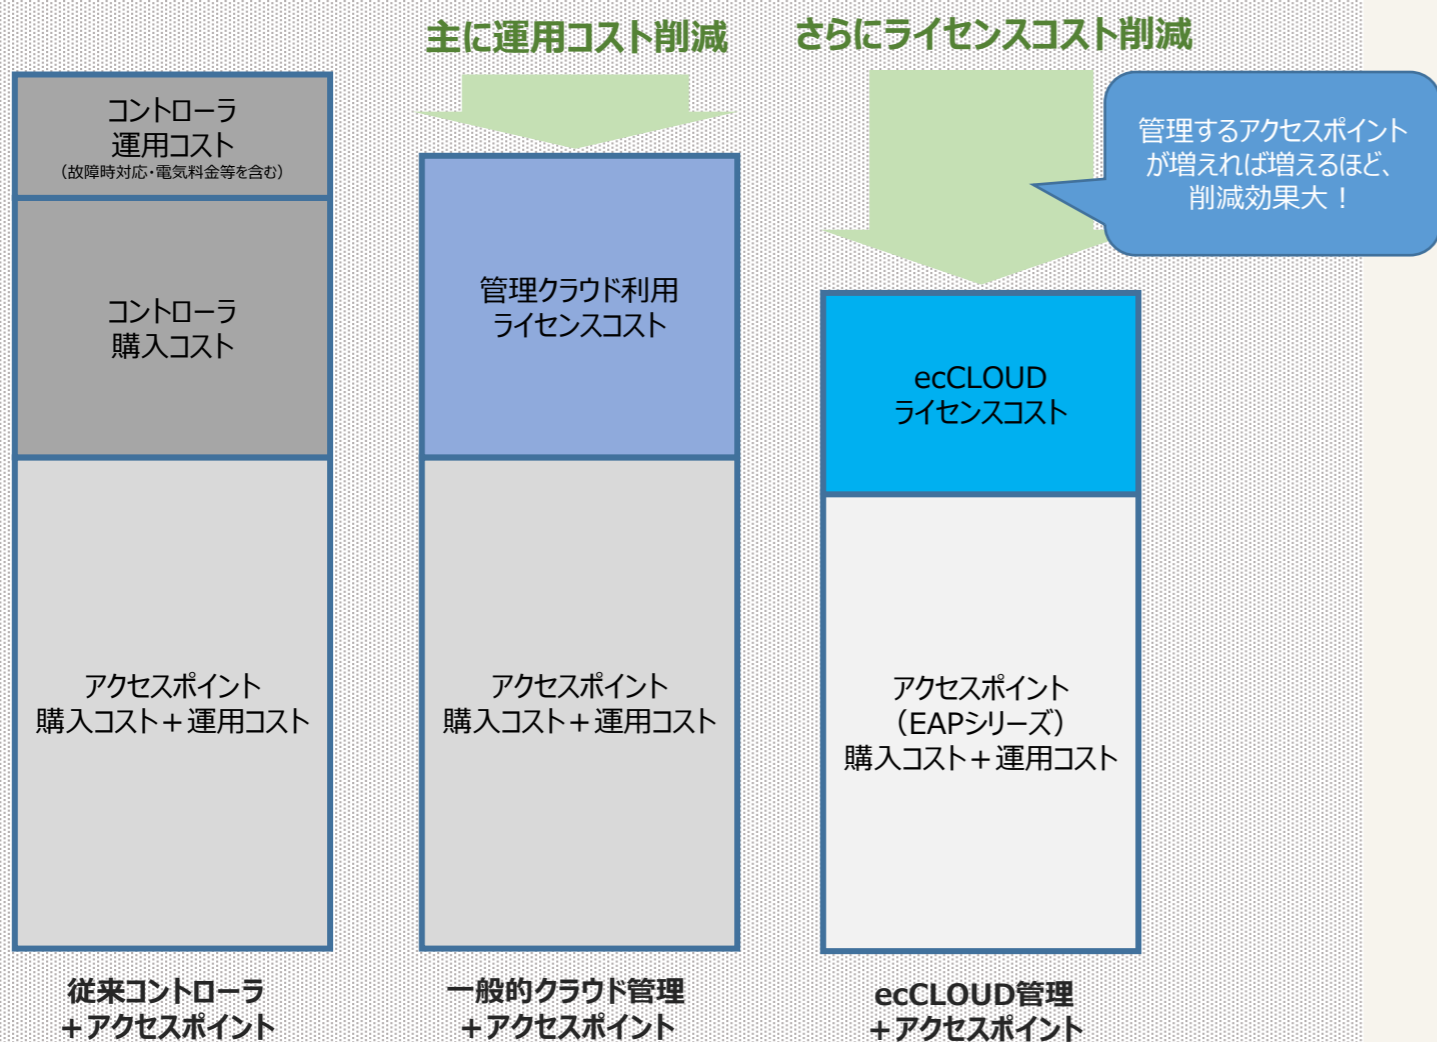 主に運用コスト削減
さらにライセンスコスト削減
コントローラ
運用コスト
（故障時対応・電気料金等を含む）
コントローラ
購入コスト
アクセスポイント
購入コスト＋運用コスト
従来コントローラ
＋アクセスポイント
管理クラウド利用
ライセンスコスト
アクセスポイント
購入コスト＋運用コスト
一般的クラウド管理
＋アクセスポイント
管理するアクセスポイント
が増えれば増えるほど、
削減効果大！
ecCLOUD
ライセンスコスト
アクセスポイント
（EAPシリーズ）
購入コスト＋運用コスト
ecCLOUD管理
＋アクセスポイント